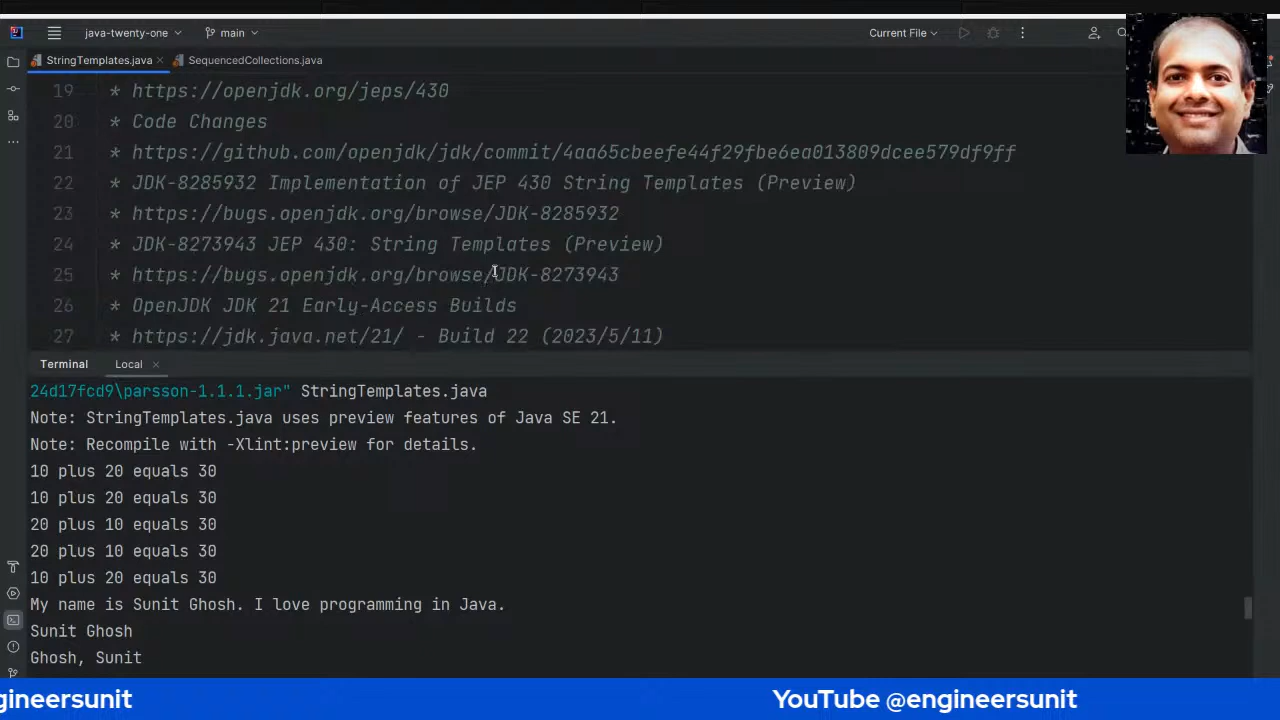 java-twenty-one
main
Current File
StringTemplates.java
SequencedCollections.java
19 * https://openjdk.org/jeps/430
20 * Code Changes
21 * https://github.com/openjdk/jdk/commit/4aa65cbeefe44f29fbe6ea013809dcee579df9ff
22 * JDK-8285932 Implementation of JEP 430 String Templates (Preview)
23 * https://bugs.openjdk.org/browse/JDK-8285932
24 * JDK-8273943 JEP 430: String Templates (Preview)
25 * https://bugs.openjdk.org/browse/JDK-8273943
26 * OpenJDK JDK 21 Early-Access Builds
27 * https://jdk.java.net/21/ - Build 22 (2023/5/11)
Terminal Local
24d17fcd9\parsson-1.1.1.jar" StringTemplates.java
Note: StringTemplates.java uses preview features of Java SE 21.
Note: Recompile with -Xlint:preview for details.
10 plus 20 equals 30
10 plus 20 equals 30
20 plus 10 equals 30
20 plus 10 equals 30
10 plus 20 equals 30
My name is Sunit Ghosh. I love programming in Java.
Sunit Ghosh
Ghosh, Sunit
gineersunit YouTube @engineersunit